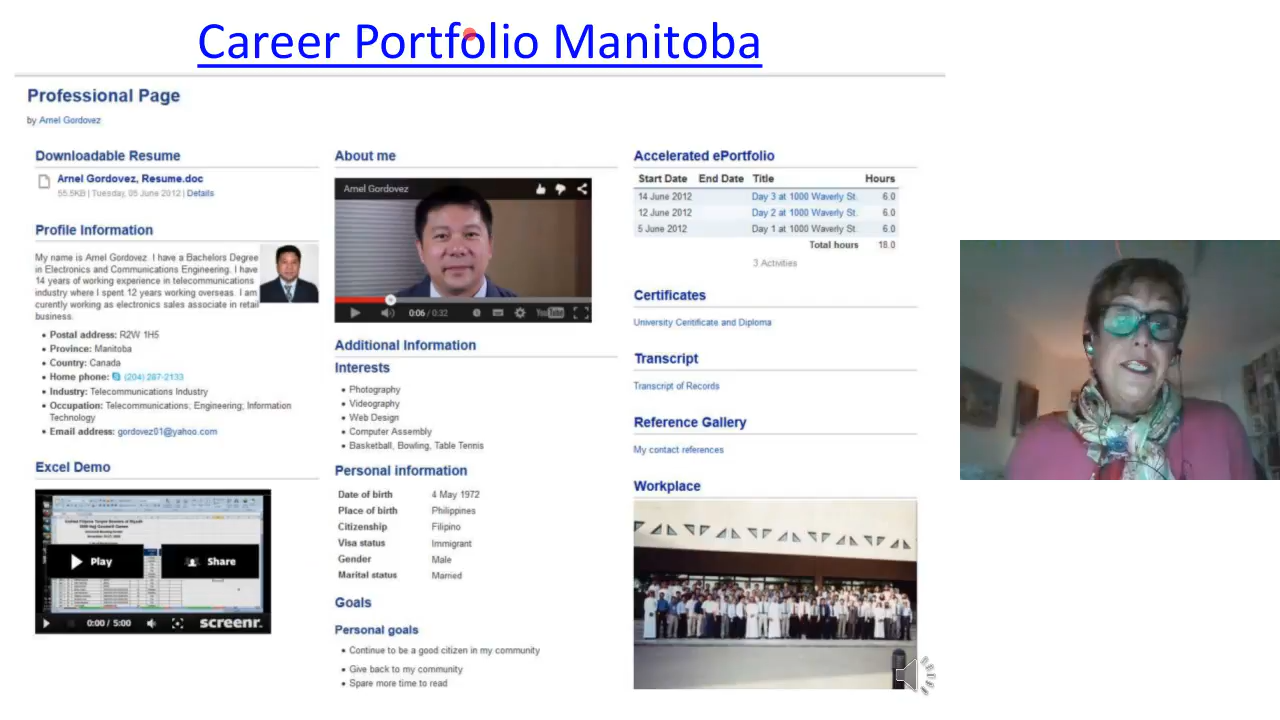 Career Portfolio Manitoba
Professional Page
by Arnel Gordovez
Downloadable Resume
Arnel Gordovez, Resume.doc
55.5KB | Tuesday, 05 June 2012 | Details
Profile Information
My name is Arnel Gordovez. I have a Bachelors Degree
in Electronics and Communications Engineering. I have
14 years of working experience in telecommunications
industry where I spent 12 years working overseas. I am
curently working as electronics sales associate in retail
business.
• Postal address: R2W 1H5
• Province: Manitoba
• Country: Canada
• Home phone: (204) 287-2133
• Industry: Telecommunications Industry
• Occupation: Telecommunications; Engineering; Information
Technology
• Email address: gordovez01@yahoo.com
Excel Demo
Play
Share
0:00 / 5:00
screenr.
About me
Arnel Gordovez
0:06 / 0:32
YouTube
Additional Information
Interests
• Photography
• Videography
• Web Design
• Computer Assembly
• Basketball, Bowling, Table Tennis
Personal information
Date of birth 4 May 1972
Place of birth Philippines
Citizenship Filipino
Visa status Immigrant
Gender Male
Marital status Married
Goals
Personal goals
• Continue to be a good citizen in my community
• Give back to my community
• Spare more time to read
Accelerated ePortfolio
Start Date End Date Title Hours
14 June 2012 Day 3 at 1000 Waverly St. 6.0
12 June 2012 Day 2 at 1000 Waverly St. 6.0
5 June 2012 Day 1 at 1000 Waverly St. 6.0
Total hours 18.0
3 Activities
Certificates
University Ceritificate and Diploma
Transcript
Transcript of Records
Reference Gallery
My contact references
Workplace